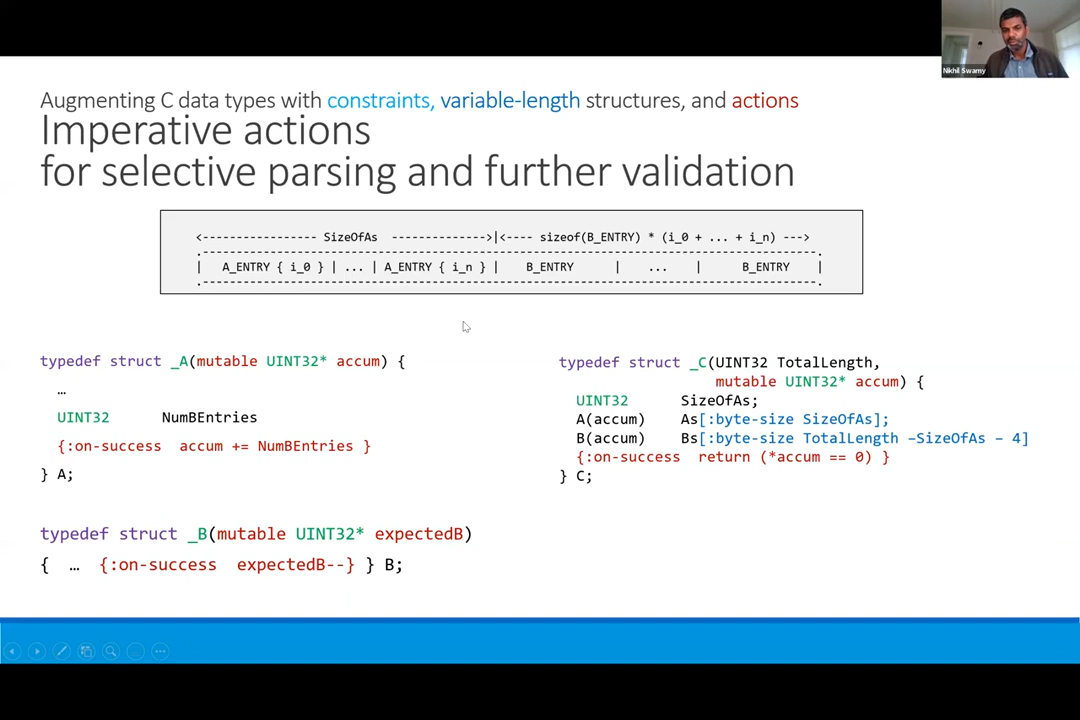 Nikhil Swamy
Augmenting C data types with constraints, variable-length structures, and actions
Imperative actions
for selective parsing and further validation
<---------------- SizeOfAs -------------->|<---- sizeof(B_ENTRY) * (i_0 + ... + i_n) --->
| A_ENTRY { i_0 } | ... | A_ENTRY { i_n } | B_ENTRY | ... | B_ENTRY |
typedef struct _A(mutable UINT32* accum) {
…
UINT32 NumBEntries
{:on-success accum += NumBEntries }
} A;
typedef struct _B(mutable UINT32* expectedB)
{ … {:on-success expectedB--} } B;
typedef struct _C(UINT32 TotalLength,
mutable UINT32* accum) {
UINT32 SizeOfAs;
A(accum) As[:byte-size SizeOfAs];
B(accum) Bs[:byte-size TotalLength –SizeOfAs – 4]
{:on-success return (*accum == 0) }
} C;